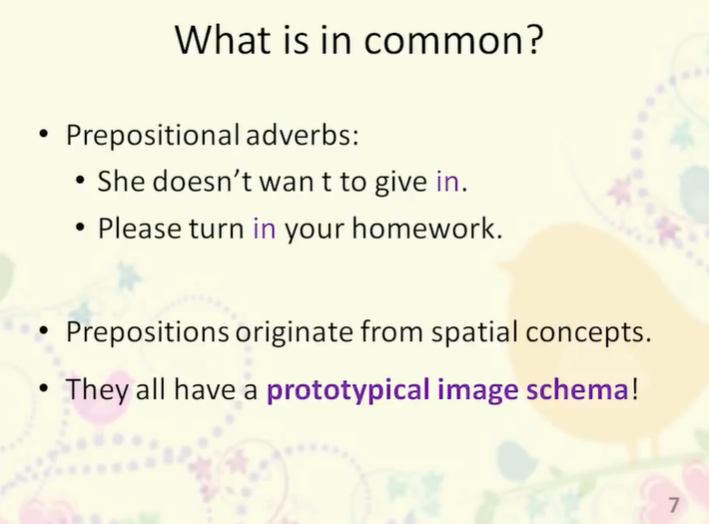 What is in common?
• Prepositional adverbs:
• She doesn’t wan t to give in.
• Please turn in your homework.
• Prepositions originate from spatial concepts.
• They all have a prototypical image schema!
7